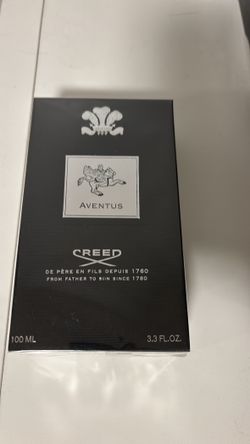 AVENTUS
CREED
DE PÈRE EN FILS DEPUIS 1760
FROM FATHER TO SON SINCE 1760
100 ML 3.3 FL.OZ.